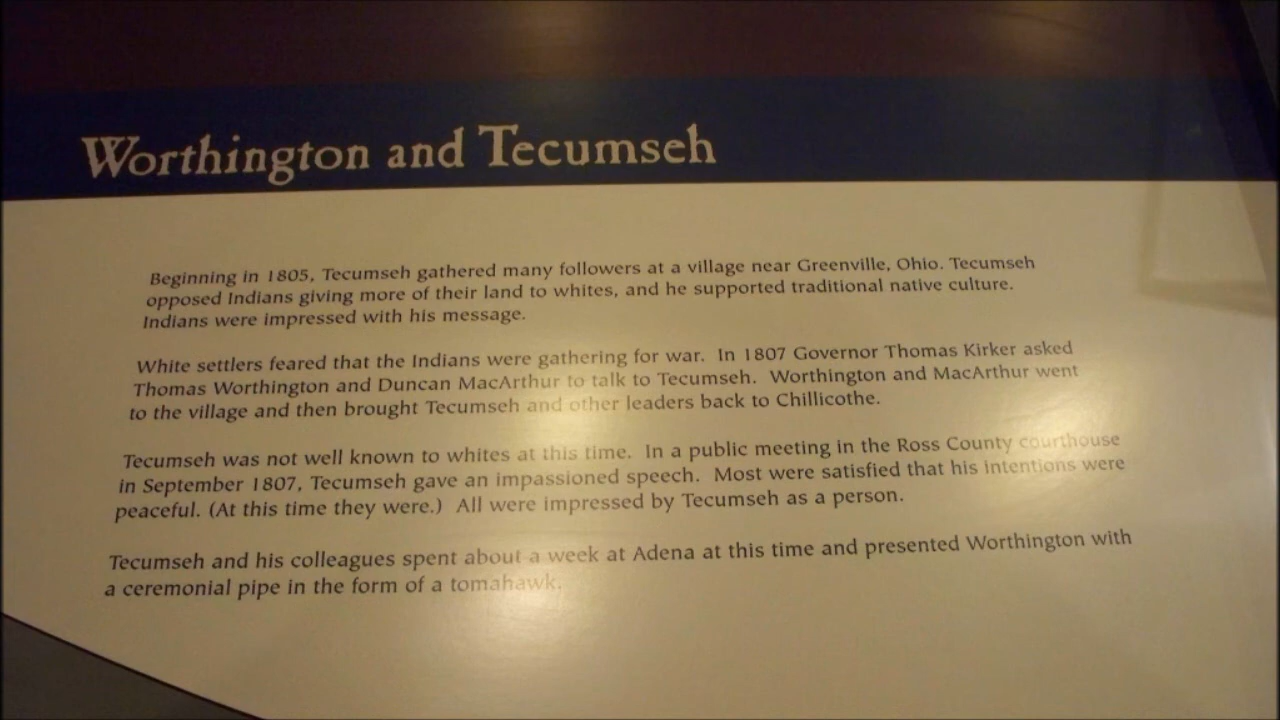 Worthington and Tecumseh
Beginning in 1805, Tecumseh gathered many followers at a village near Greenville, Ohio. Tecumseh
opposed Indians giving more of their land to whites, and he supported traditional native culture.
Indians were impressed with his message.
White settlers feared that the Indians were gathering for war. In 1807 Governor Thomas Kirker asked
Thomas Worthington and Duncan MacArthur to talk to Tecumseh. Worthington and MacArthur went
to the village and then brought Tecumseh and other leaders back to Chillicothe.
Tecumseh was not well known to whites at this time. In a public meeting in the Ross County courthouse
in September 1807, Tecumseh gave an impassioned speech. Most were satisfied that his intentions were
peaceful. (At this time they were.) All were impressed by Tecumseh as a person.
Tecumseh and his colleagues spent about a week at Adena at this time and presented Worthington with
a ceremonial pipe in the form of a tomahawk.